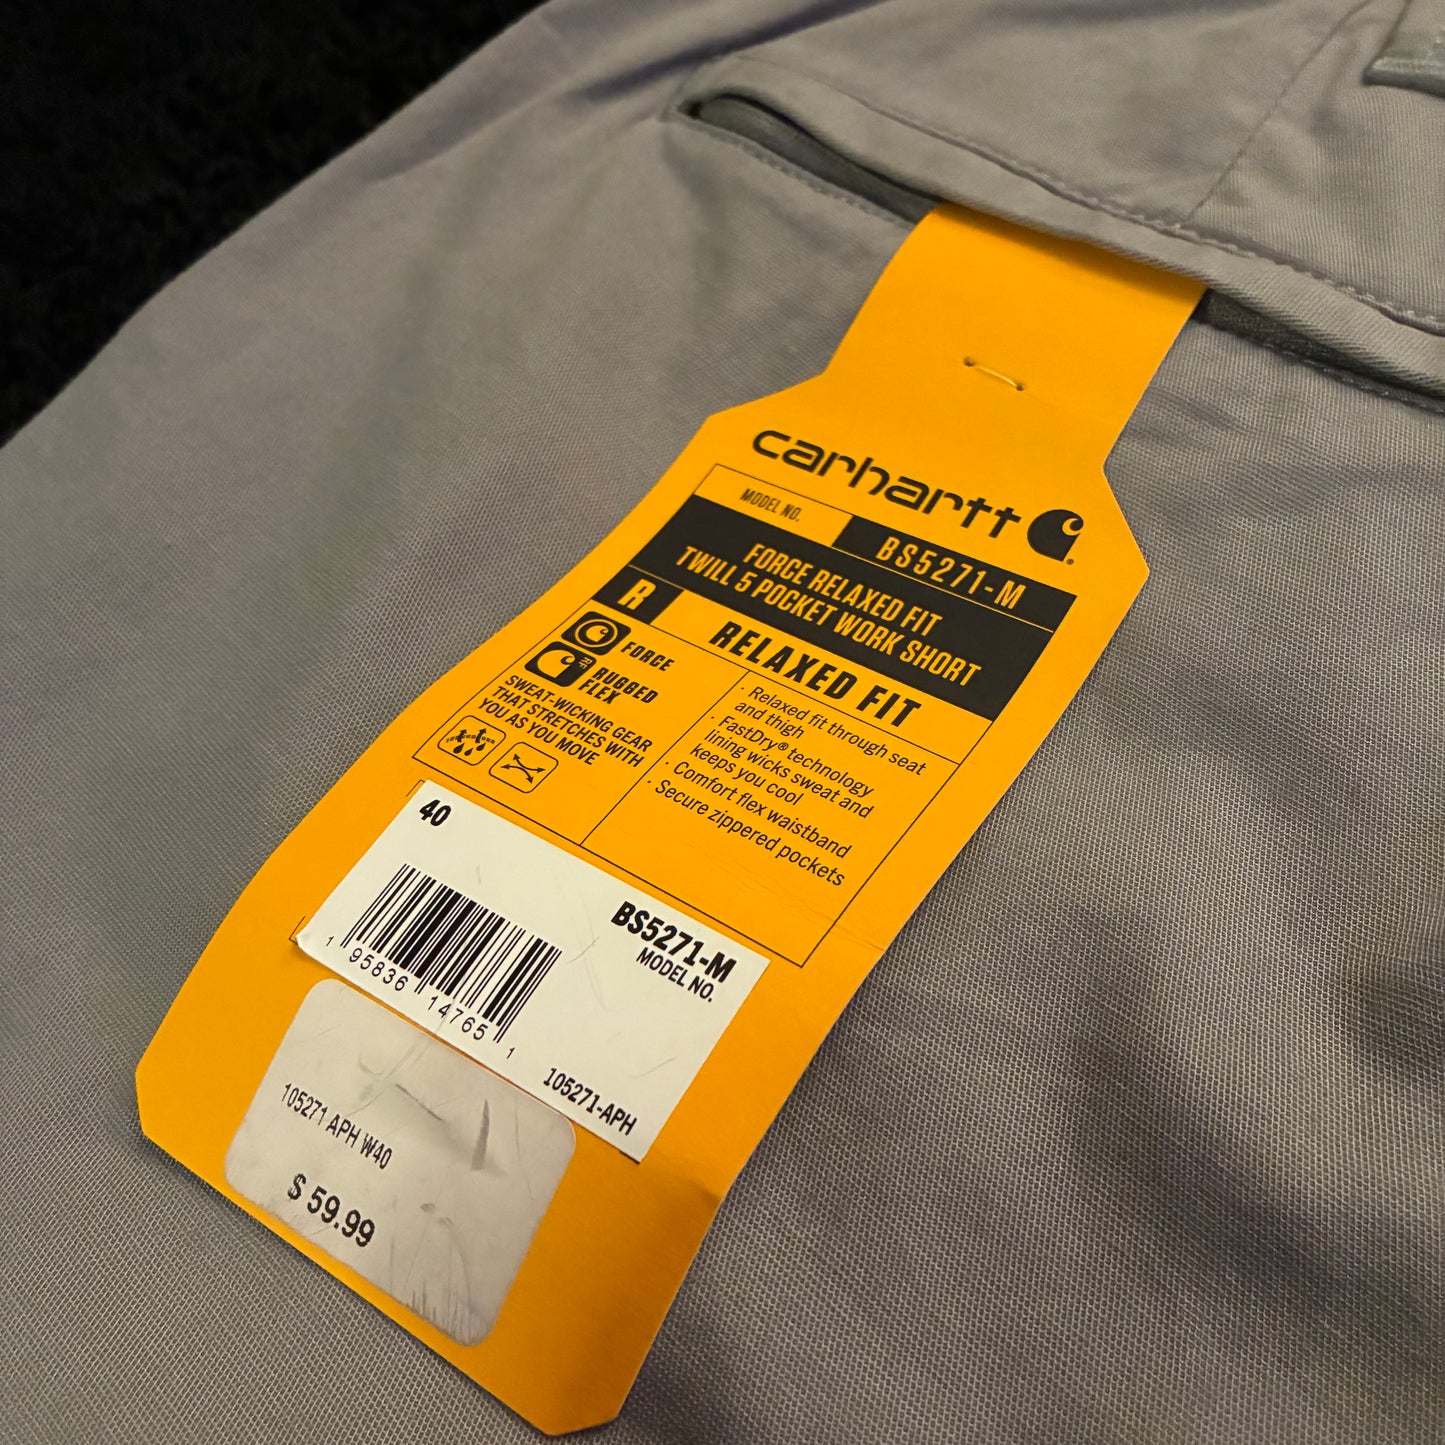 carhartt
MODEL NO.
BS5271-M
FORCE RELAXED FIT
TWILL 5 POCKET WORK SHORT
R
RELAXED FIT
FORCE
RUGGED
FLEX
SWEAT-WICKING GEAR
THAT STRETCHES WITH
YOU AS YOU MOVE
· Relaxed fit through seat
and thigh
· FastDry® technology
lining wicks sweat and
keeps you cool
· Comfort flex waistband
· Secure zippered pockets
40
BS5271-M
MODEL NO.
1 95836 14765 1
105271-APH
105271 APH W40
$ 59.99